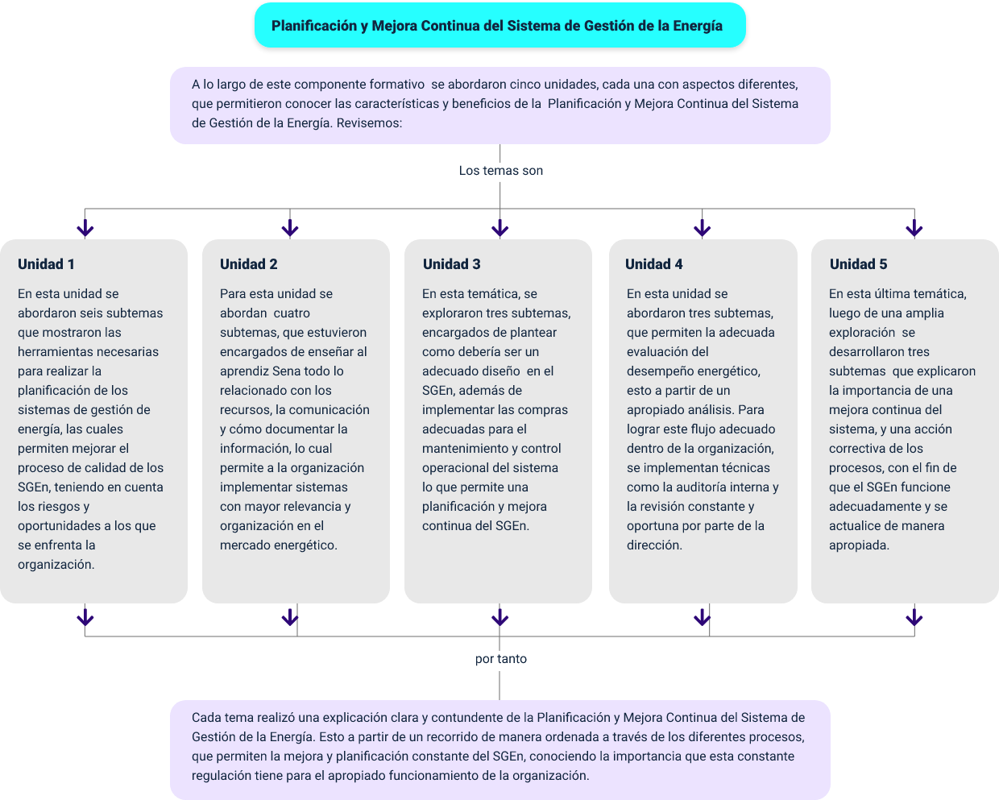 Planificación y Mejora Continua del Sistema de Gestión de la Energía
A lo largo de este componente formativo  se abordaron cinco unidades, cada una con aspectos diferentes,
que permitieron conocer las características y beneficios de la  Planificación y Mejora Continua del Sistema
de Gestión de la Energía. Revisemos:
Los temas son
Unidad 1
En esta unidad se
abordaron seis subtemas
que mostraron las
herramientas necesarias
para realizar la
planificación de los
sistemas de gestión de
energía, las cuales
permiten mejorar el
proceso de calidad de los
SGEn, teniendo en cuenta
los riesgos y
oportunidades a los que
se enfrenta la
organización.
Unidad 2
Para esta unidad se
abordan  cuatro
subtemas, que estuvieron
encargados de enseñar al
aprendiz Sena todo lo
relacionado con los
recursos, la comunicación
y cómo documentar la
información, lo cual
permite a la organización
implementar sistemas
con mayor relevancia y
organización en el
mercado energético.
Unidad 3
En esta temática, se
exploraron tres subtemas,
encargados de plantear
como debería ser un
adecuado diseño  en el
SGEn, además de
implementar las compras
adecuadas para el
mantenimiento y control
operacional del sistema
lo que permite una
planificación y mejora
continua del SGEn.
Unidad 4
En esta unidad se
abordaron tres subtemas,
que permiten la adecuada
evaluación del
desempeño energético,
esto a partir de un
apropiado análisis. Para
lograr este flujo adecuado
dentro de la organización,
se implementan técnicas
como la auditoría interna y
la revisión constante y
oportuna por parte de la
dirección.
Unidad 5
En esta última temática,
luego de una amplia
exploración  se
desarrollaron tres
subtemas  que explicaron
la importancia de una
mejora continua del
sistema, y una acción
correctiva de los
procesos, con el fin de
que el SGEn funcione
adecuadamente y se
actualice de manera
apropiada.
por tanto
Cada tema realizó una explicación clara y contundente de la Planificación y Mejora Continua del Sistema de
Gestión de la Energía. Esto a partir de un recorrido de manera ordenada a través de los diferentes procesos,
que permiten la mejora y planificación constante del SGEn, conociendo la importancia que esta constante
regulación tiene para el apropiado funcionamiento de la organización.